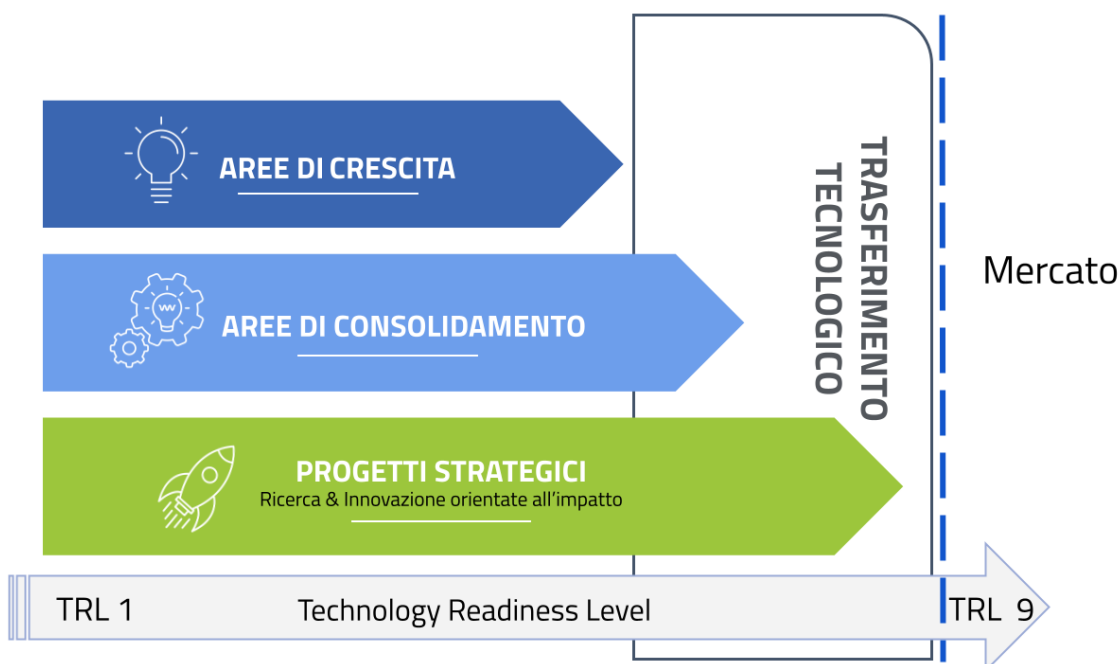 AREE DI CRESCITA
AREE DI CONSOLIDAMENTO
PROGETTI STRATEGICI
Ricerca & Innovazione orientate all'impatto
TRASFERIMENTO
TECNOLOGICO
Mercato
TRL 1
Technology Readiness Level
TRL 9